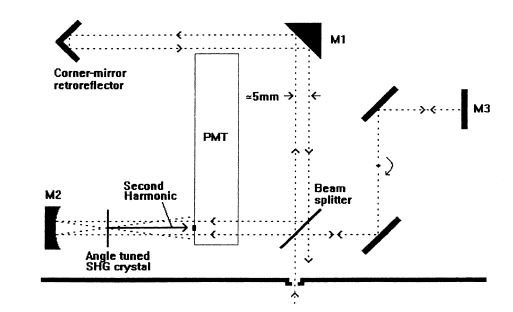 M1
Corner-mirror
retroreflector
≈5mm
M3
PMT
Second
Harmonic
Beam
splitter
M2
Angle tuned
SHG crystal